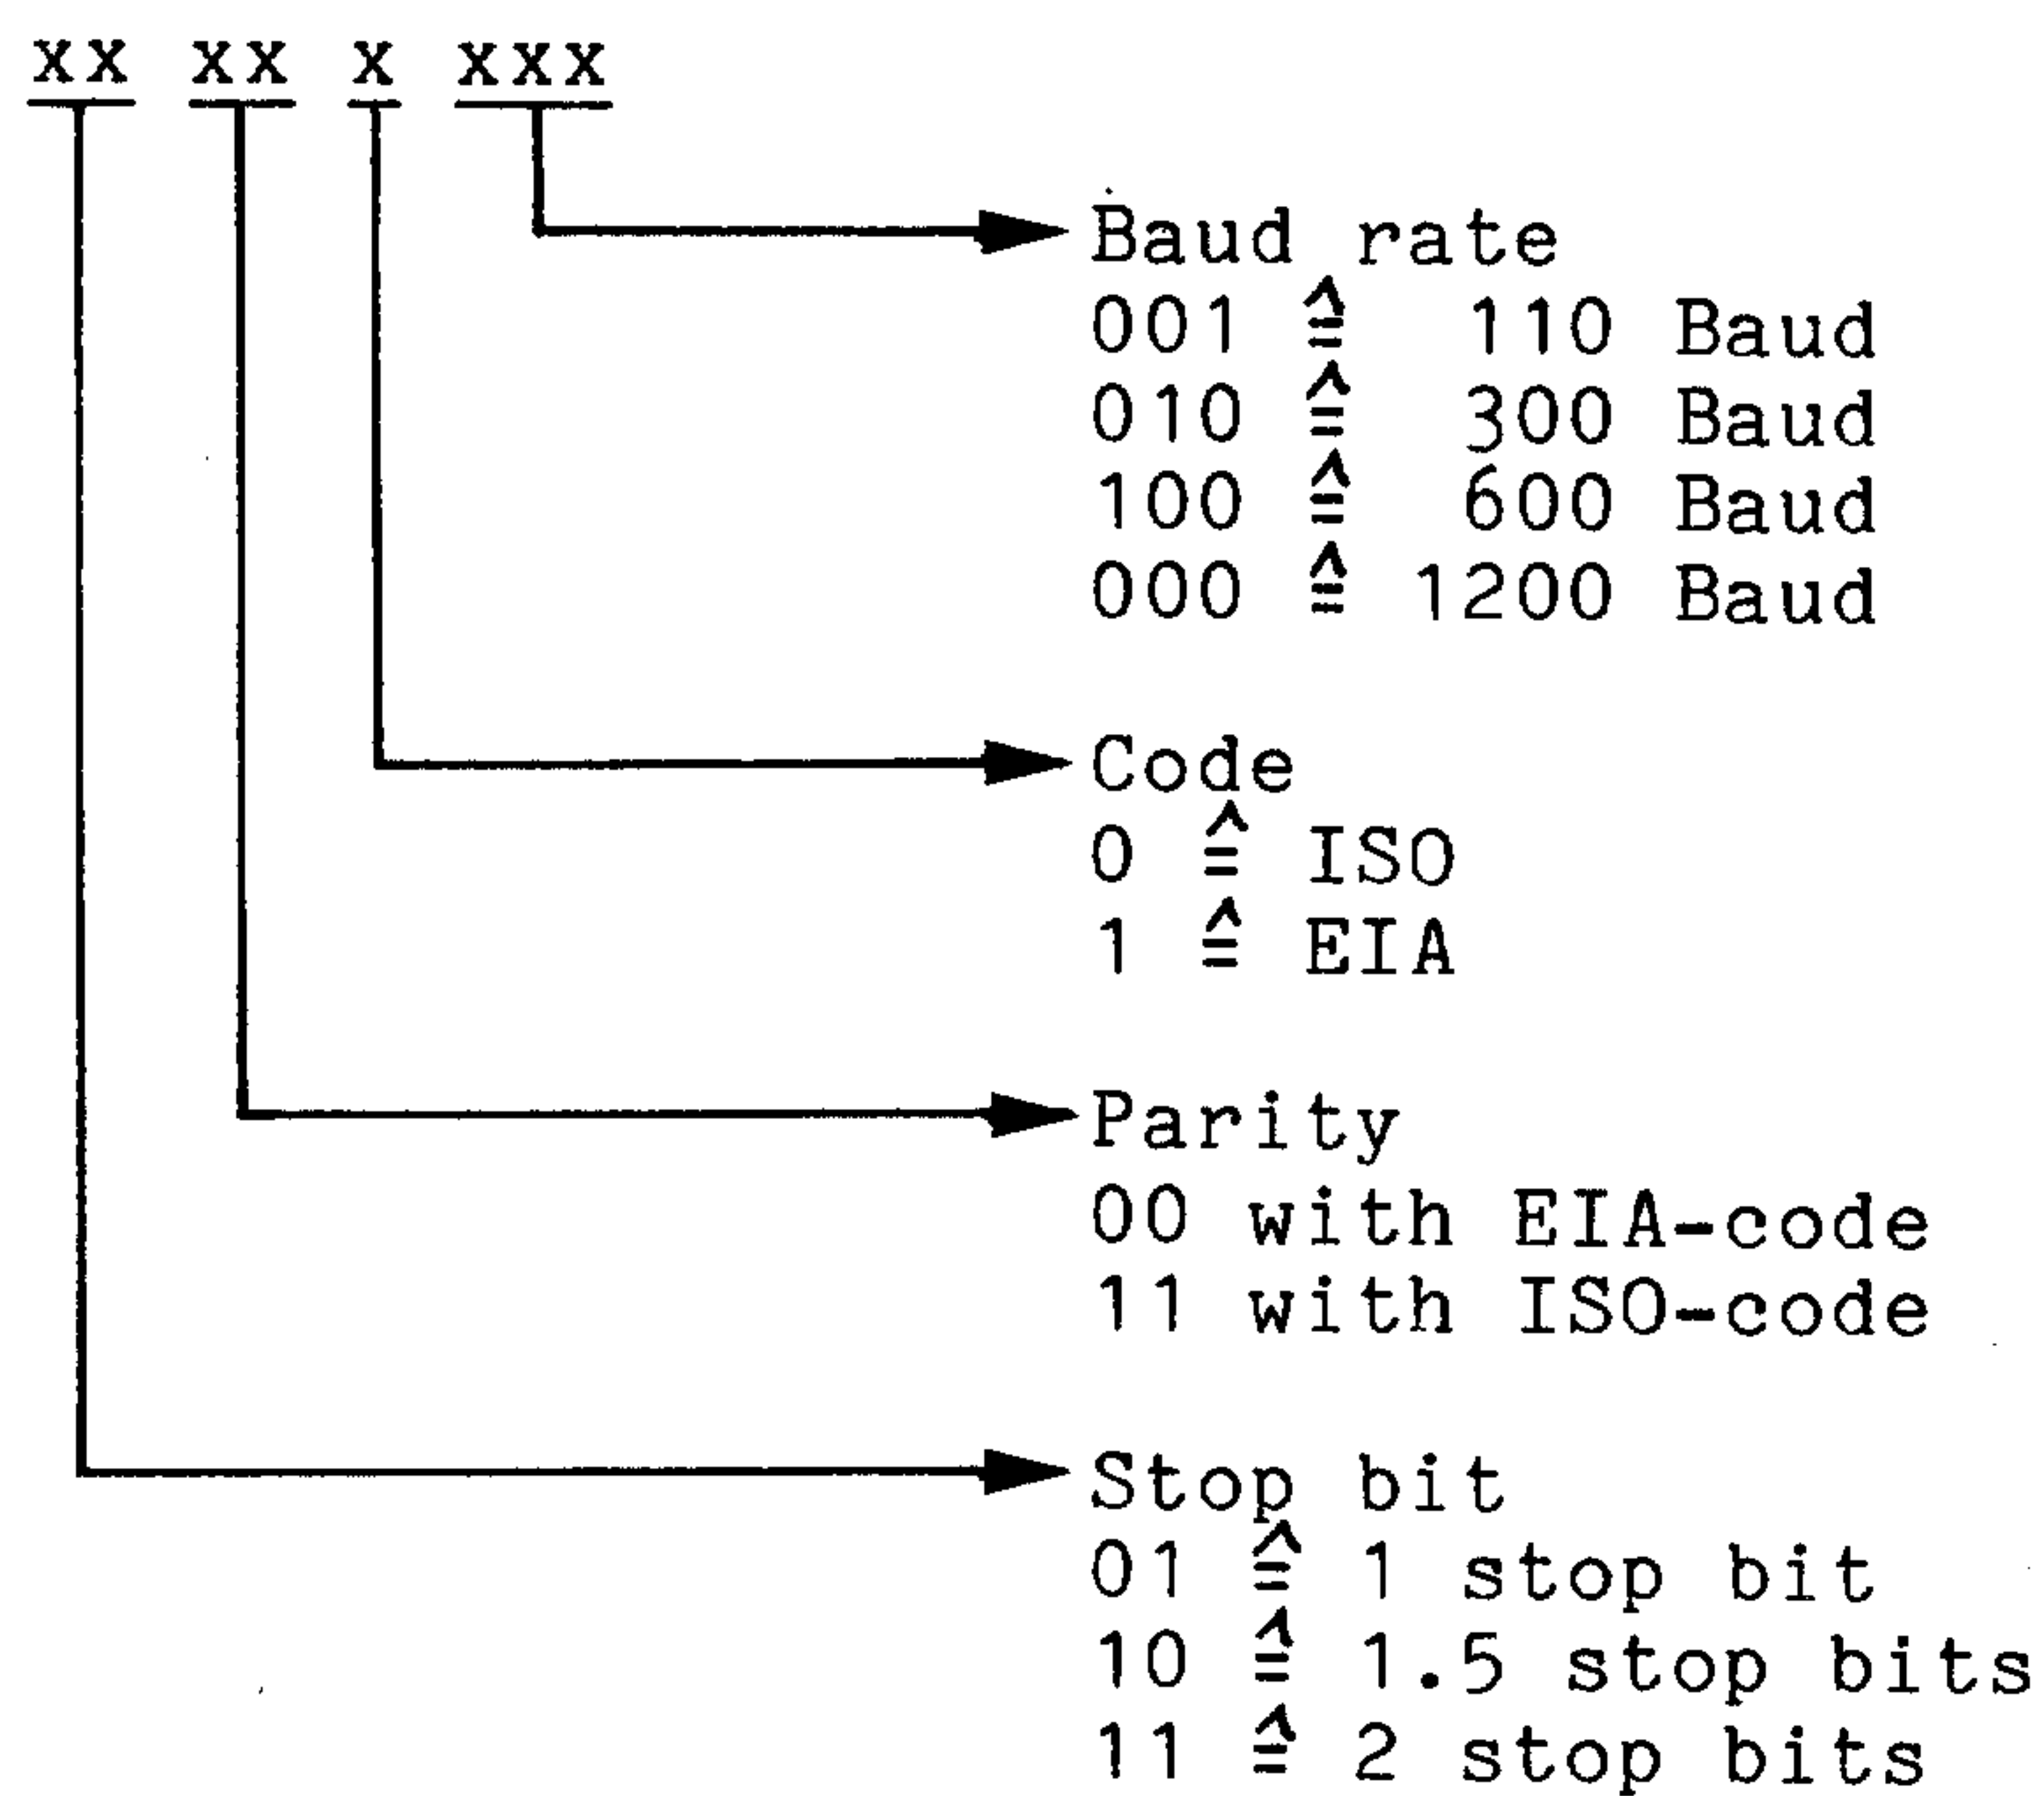 xx xx x xxx
Baud rate
001 ≙ 110 Baud
010 ≙ 300 Baud
100 ≙ 600 Baud
000 ≙ 1200 Baud
Code
0 ≙ ISO
1 ≙ EIA
Parity
00 with EIA-code
11 with ISO-code
Stop bit
01 ≙ 1 stop bit
10 ≙ 1.5 stop bits
11 ≙ 2 stop bits